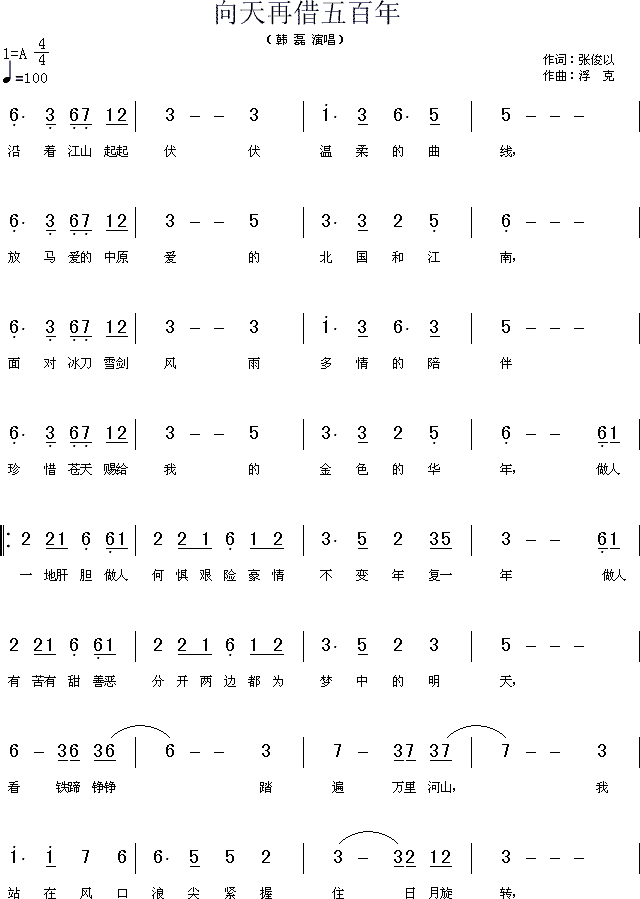 向天再借五百年
（韩 磊 演唱）
1=A 4/4
♩=100
作词：张俊以
作曲：浮 克
6· 3 67 12 | 3 - - 3 | i· 3 6· 5 | 5 - - - |
沿 着 江山 起起 伏 伏 温 柔 的 曲 线，
6· 3 67 12 | 3 - - 5 | 3· 3 2 5 | 6 - - - |
放 马 爱的 中原 爱 的 北 国 和 江 南，
6· 3 67 12 | 3 - - 3 | i· 3 6· 3 | 5 - - - |
面 对 冰刀 雪剑 风 雨 多 情 的 陪 伴
6· 3 67 12 | 3 - - 5 | 3· 3 2 5 | 6 - - 61 |
珍 惜 苍天 赐给 我 的 金 色 的 华 年， 做人
‖: 2 21 6 61 | 2 2 1 6 1 2 | 3· 5 2 35 | 3 - - 61 |
一 地肝 胆 做人 何 惧 艰 险 豪 情 不 变 年 复一 年 做人
2 21 6 61 | 2 2 1 6 1 2 | 3· 5 2 3 | 5 - - - |
有 苦有 甜 善恶 分 开 两 边 都 为 梦 中 的 明 天，
6 - 36 36 | 6 - - 3 | 7 - 37 37 | 7 - - 3 |
看 铁蹄 铮铮 踏 遍 万里 河山， 我
i· i 7 6 | 6· 5 5 2 | 3 - 32 12 | 3 - - - |
站 在 风 口 浪 尖 紧 握 住 日 月旋 转，